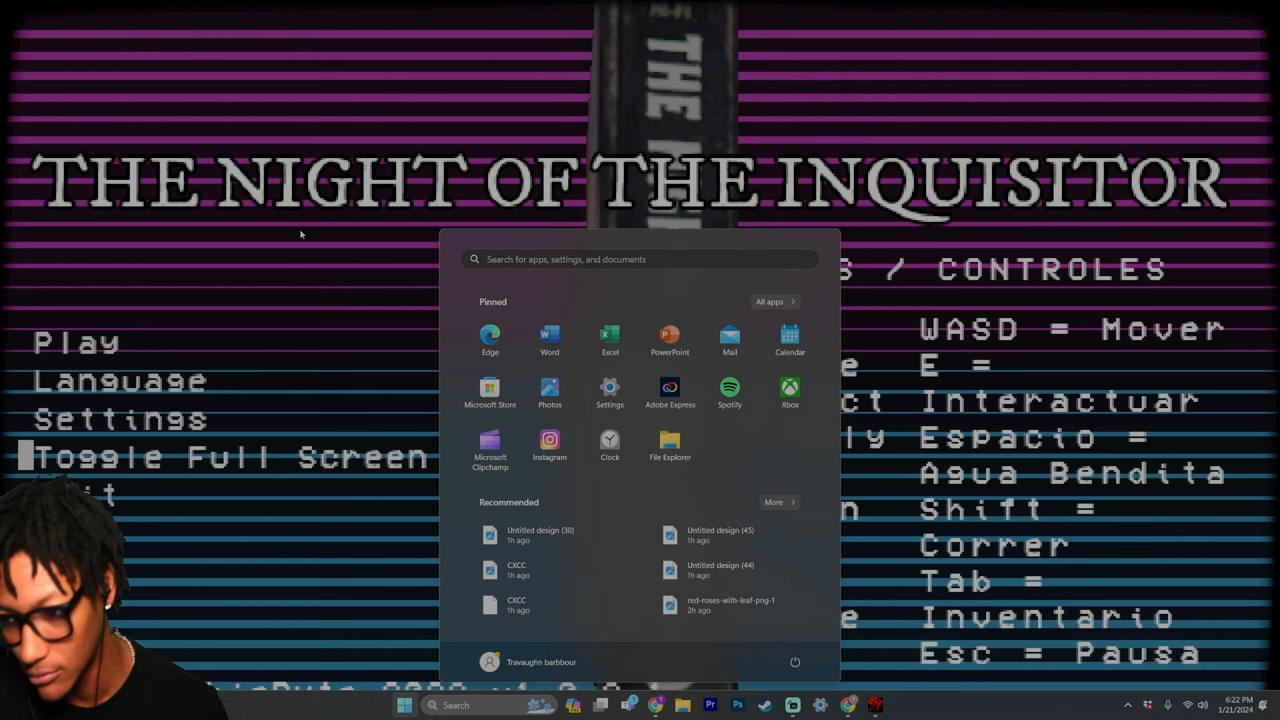 THE
THE NIGHT OF THE INQUISITOR
Search for apps, settings, and documents
S / CONTROLES
Pinned
All apps
WASD = Mover
Play
Edge
Word
Excel
PowerPoint
Mail
Calendar
E =
Language
Interactuar
Microsoft Store
Photos
Settings
Adobe Express
Spotify
Xbox
Settings
Espacio =
Toggle Full Screen
Microsoft Clipchamp
Instagram
Clock
File Explorer
Agua Bendita
Recommended
More
Shift =
Untitled design (30)
1h ago
Untitled design (45)
1h ago
Correr
CXCC
1h ago
Untitled design (44)
1h ago
Tab =
CXCC
1h ago
red-roses-with-leaf-png-1
2h ago
Inventario
Esc = Pausa
Travaughn barbbour
Search
6:22 PM
1/21/2024